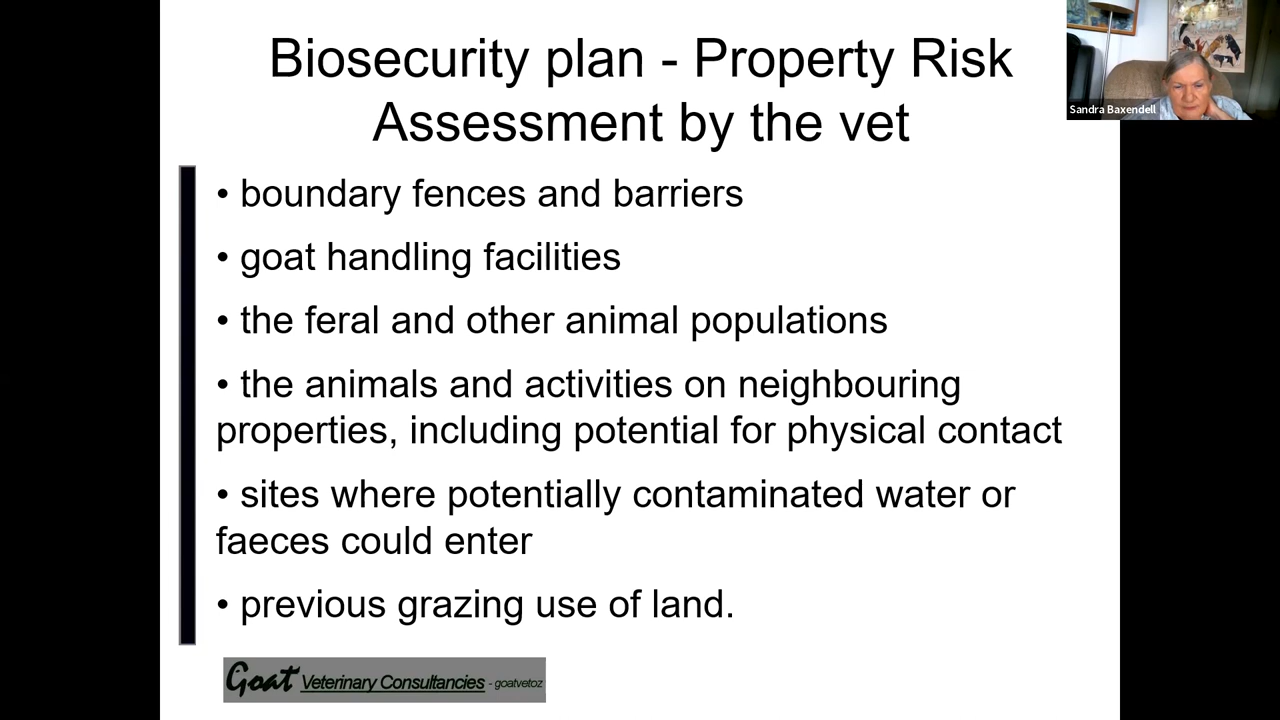 Biosecurity plan - Property Risk
Assessment by the vet
Sandra Baxendell
• boundary fences and barriers
• goat handling facilities
• the feral and other animal populations
• the animals and activities on neighbouring
properties, including potential for physical contact
• sites where potentially contaminated water or
faeces could enter
• previous grazing use of land.
Goat Veterinary Consultancies - goatvetoz